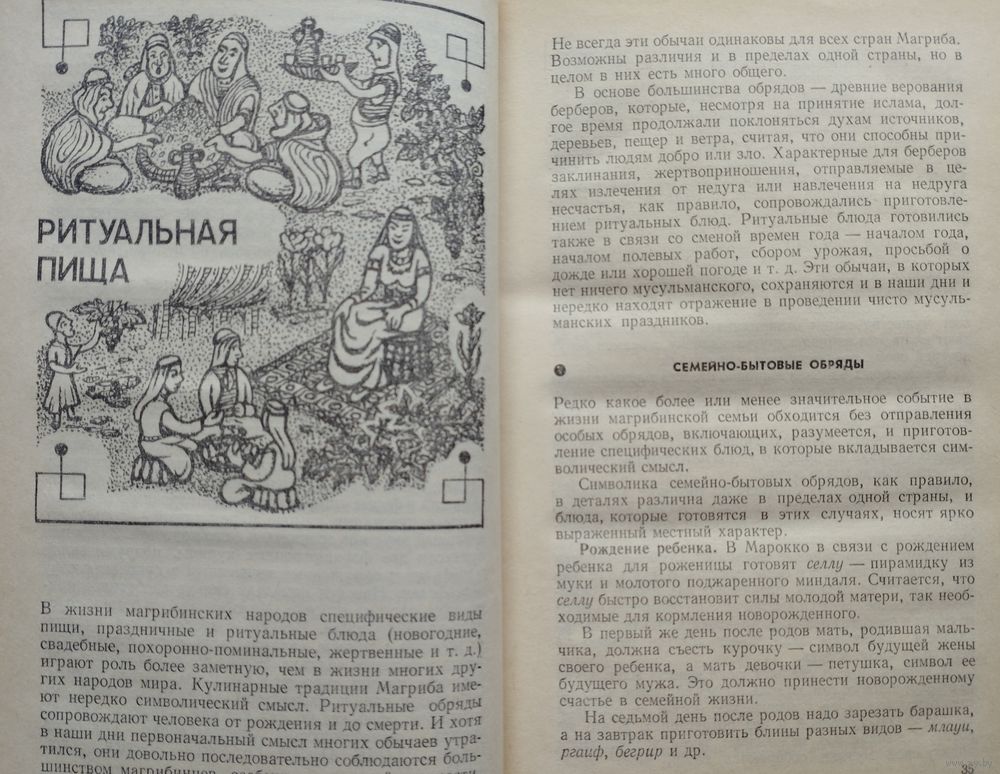 РИТУАЛЬНАЯ
ПИЩА
В жизни магрибинских народов специфические виды
пищи, праздничные и ритуальные блюда (новогодние,
свадебные, похоронно-поминальные, жертвенные и т. д.)
играют роль более заметную, чем в жизни многих дру-
гих народов мира. Кулинарные традиции Магриба име-
ют нередко символический смысл. Ритуальные обряды
сопровождают человека от рождения и до смерти. И хотя
в наши дни первоначальный смысл многих обычаев утра-
тился, они довольно последовательно соблюдаются боль-
шинством магрибинцев,
Не всегда эти обычаи одинаковы для всех стран Магриба.
Возможны различия и в пределах одной страны, но в
целом в них есть много общего.
В основе большинства обрядов — древние верования
берберов, которые, несмотря на принятие ислама, дол-
гое время продолжали поклоняться духам источников,
деревьев, пещер и ветра, считая, что они способны при-
чинить людям добро или зло. Характерные для берберов
заклинания, жертвоприношения, отправляемые в це-
лях излечения от недуга или навлечения на недруга
несчастья, как правило, сопровождались приготовле-
нием ритуальных блюд. Ритуальные блюда готовились
также в связи со сменой времен года — началом года,
началом полевых работ, сбором урожая, просьбой о
дожде или хорошей погоде и т. д. Эти обычаи, в которых
нет ничего мусульманского, сохраняются и в наши дни и
нередко находят отражение в проведении чисто мусуль-
манских праздников.
СЕМЕЙНО-БЫТОВЫЕ ОБРЯДЫ
Редко какое более или менее значительное событие в
жизни магрибинской семьи обходится без отправления
особых обрядов, включающих, разумеется, и приготов-
ление специфических блюд, в которые вкладывается сим-
волический смысл.
Символика семейно-бытовых обрядов, как правило,
в деталях различна даже в пределах одной страны, и
блюда, которые готовятся в этих случаях, носят ярко
выраженный местный характер.
Рождение ребенка. В Марокко в связи с рождением
ребенка для роженицы готовят селлу — пирамидку из
муки и молотого поджаренного миндаля. Считается, что
селлу быстро восстановит силы молодой матери, так необ-
ходимые для кормления новорожденного.
В первый же день после родов мать, родившая маль-
чика, должна съесть курочку — символ будущей жены
своего ребенка, а мать девочки — петушка, символ ее
будущего мужа. Это должно принести новорожденному
счастье в семейной жизни.
На седьмой день после родов надо зарезать барашка,
а на завтрак приготовить блины разных видов — млауи,
реаиф, бегрир и др.
35
www.ay.by